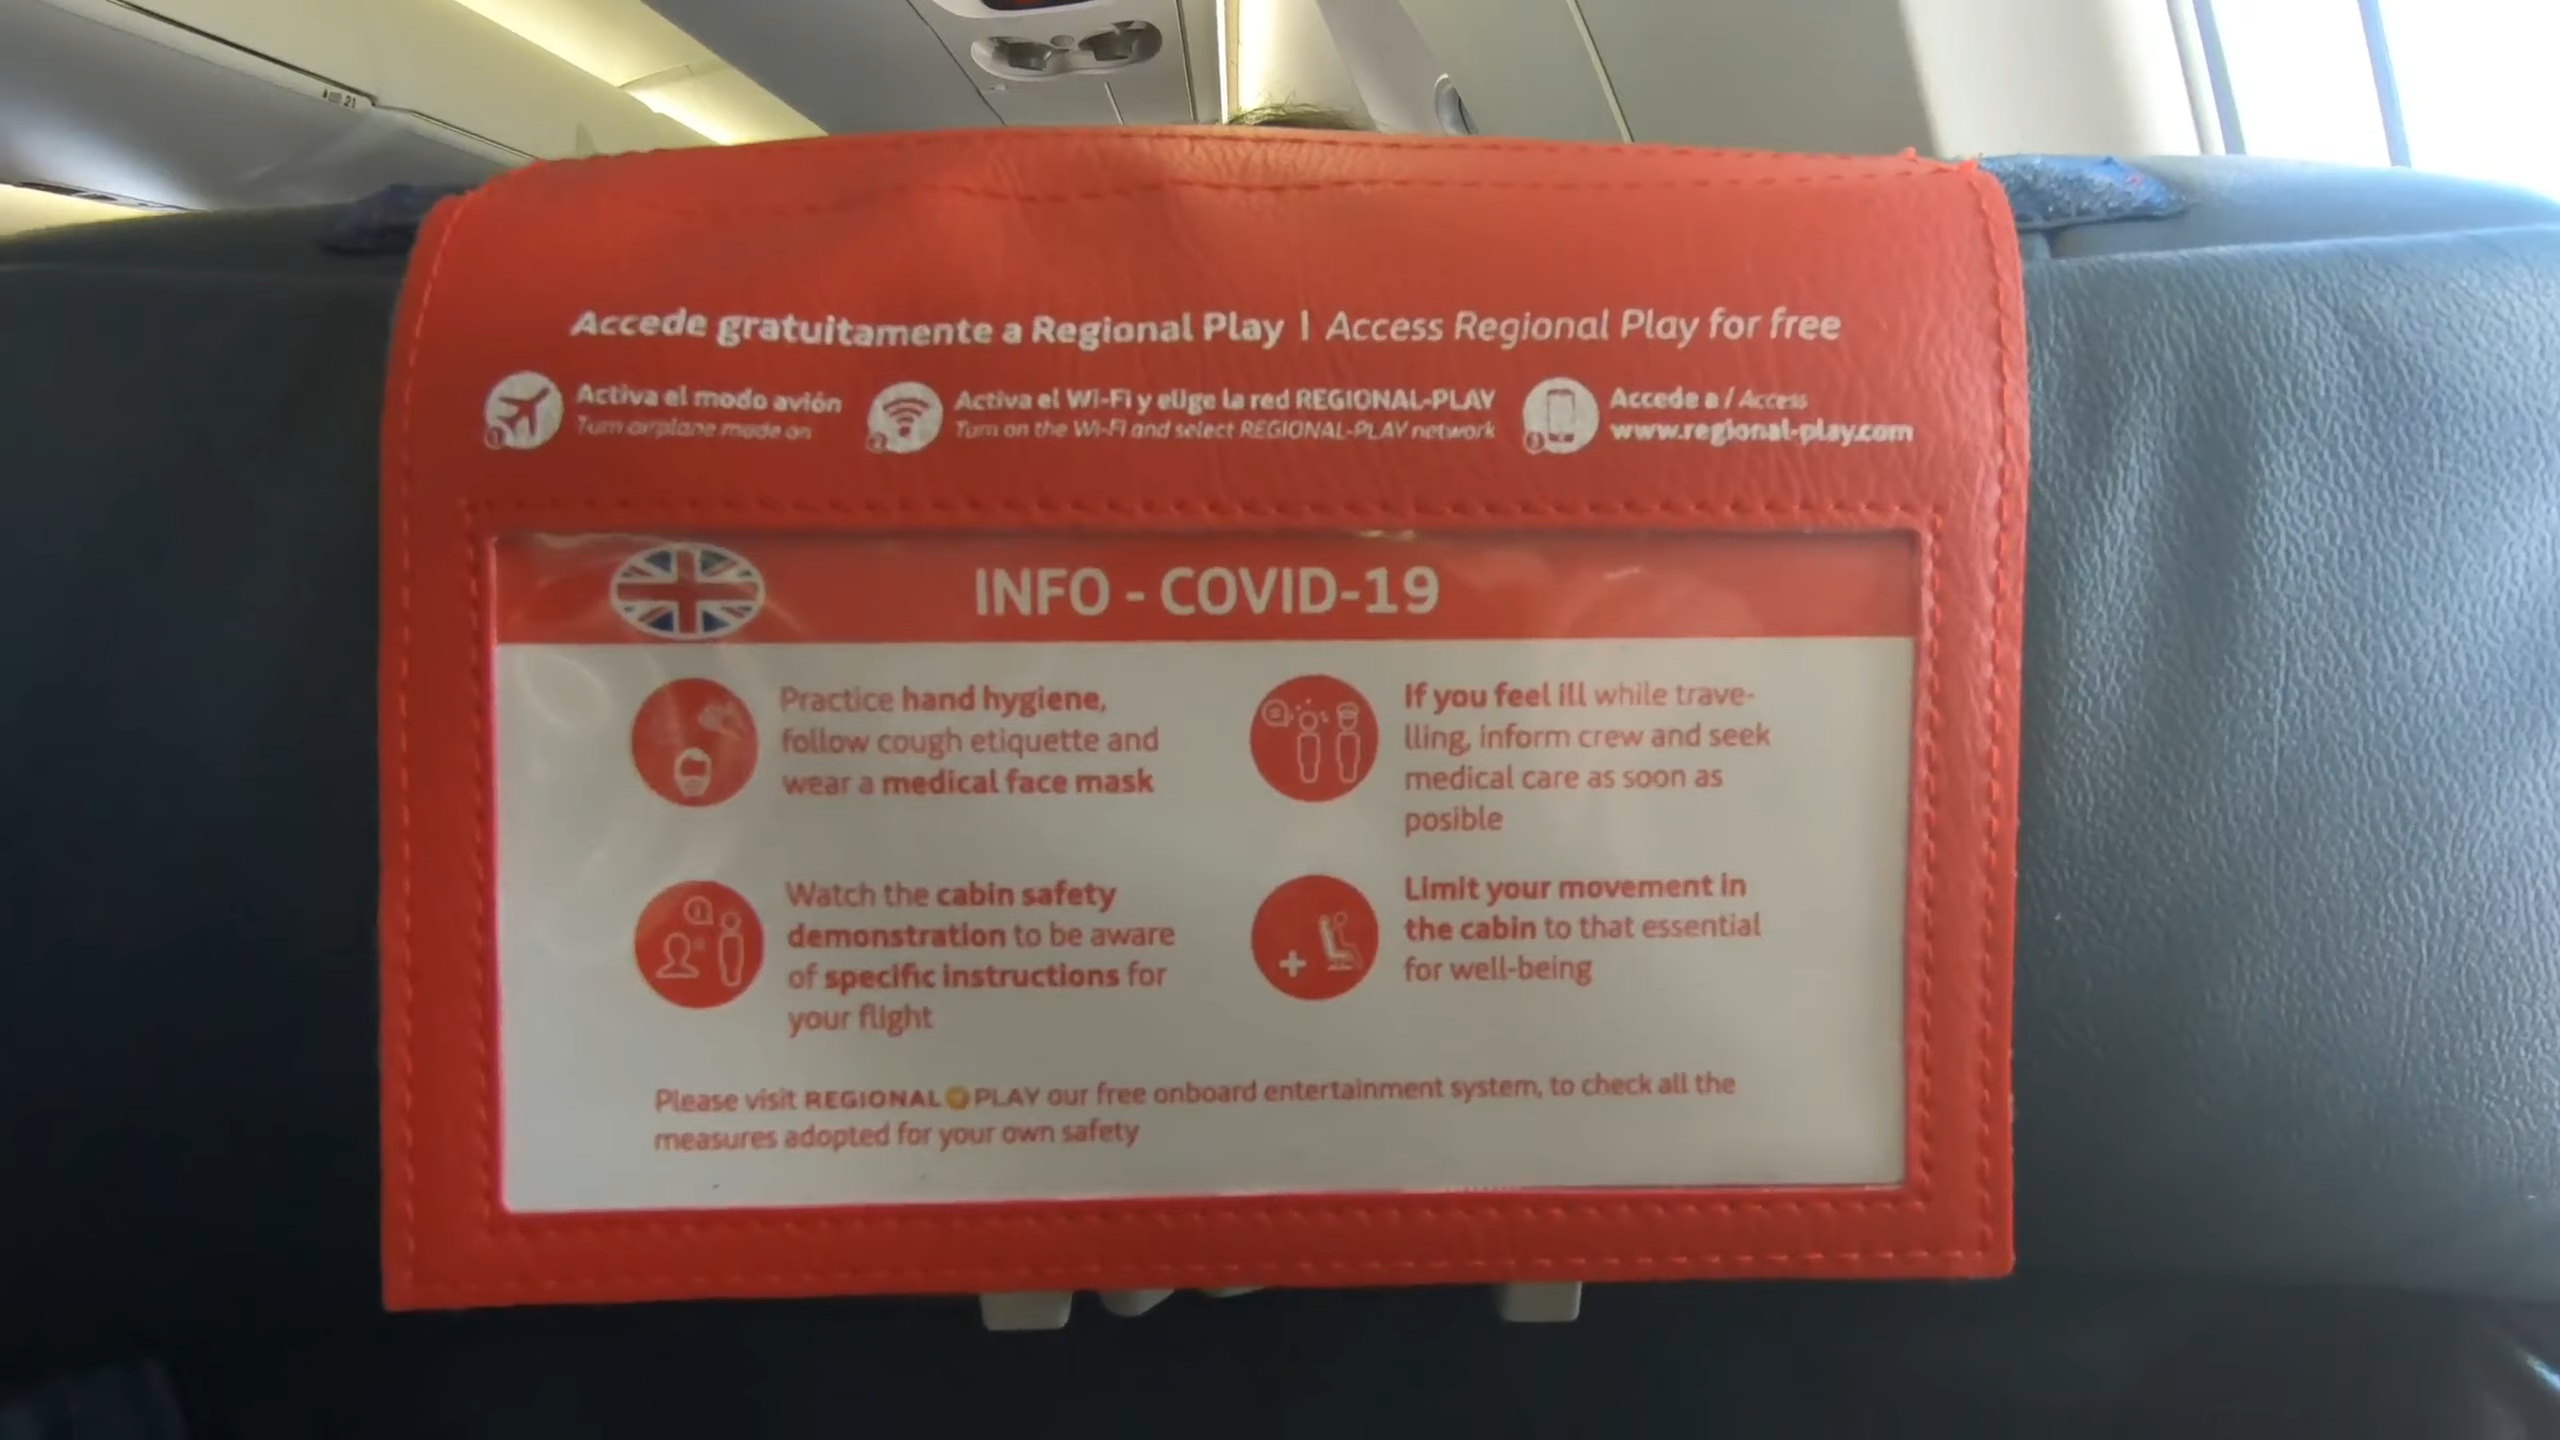 21
Accede gratuitamente a Regional Play | Access Regional Play for free
Activa el modo avión
Turn airplane mode on
Activa el Wi-Fi y elige la red REGIONAL-PLAY
Turn on the Wi-Fi and select REGIONAL-PLAY network
Accede a / Access
www.regional-play.com
INFO - COVID-19
Practice hand hygiene,
follow cough etiquette and
wear a medical face mask
If you feel ill while trave-
lling, inform crew and seek
medical care as soon as
posible
Watch the cabin safety
demonstration to be aware
of specific instructions for
your flight
Limit your movement in
the cabin to that essential
for well-being
Please visit REGIONAL PLAY our free onboard entertainment system, to check all the
measures adopted for your own safety